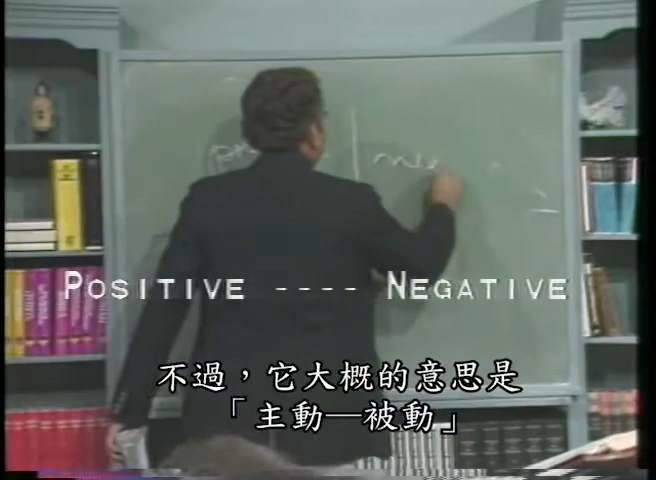 POSITIVE ---- NEGATIVE
不過，它大概的意思是
「主動—被動」